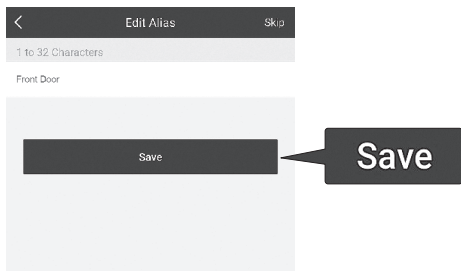 Edit Alias Skip
1 to 32 Characters
Front Door
Save
Save